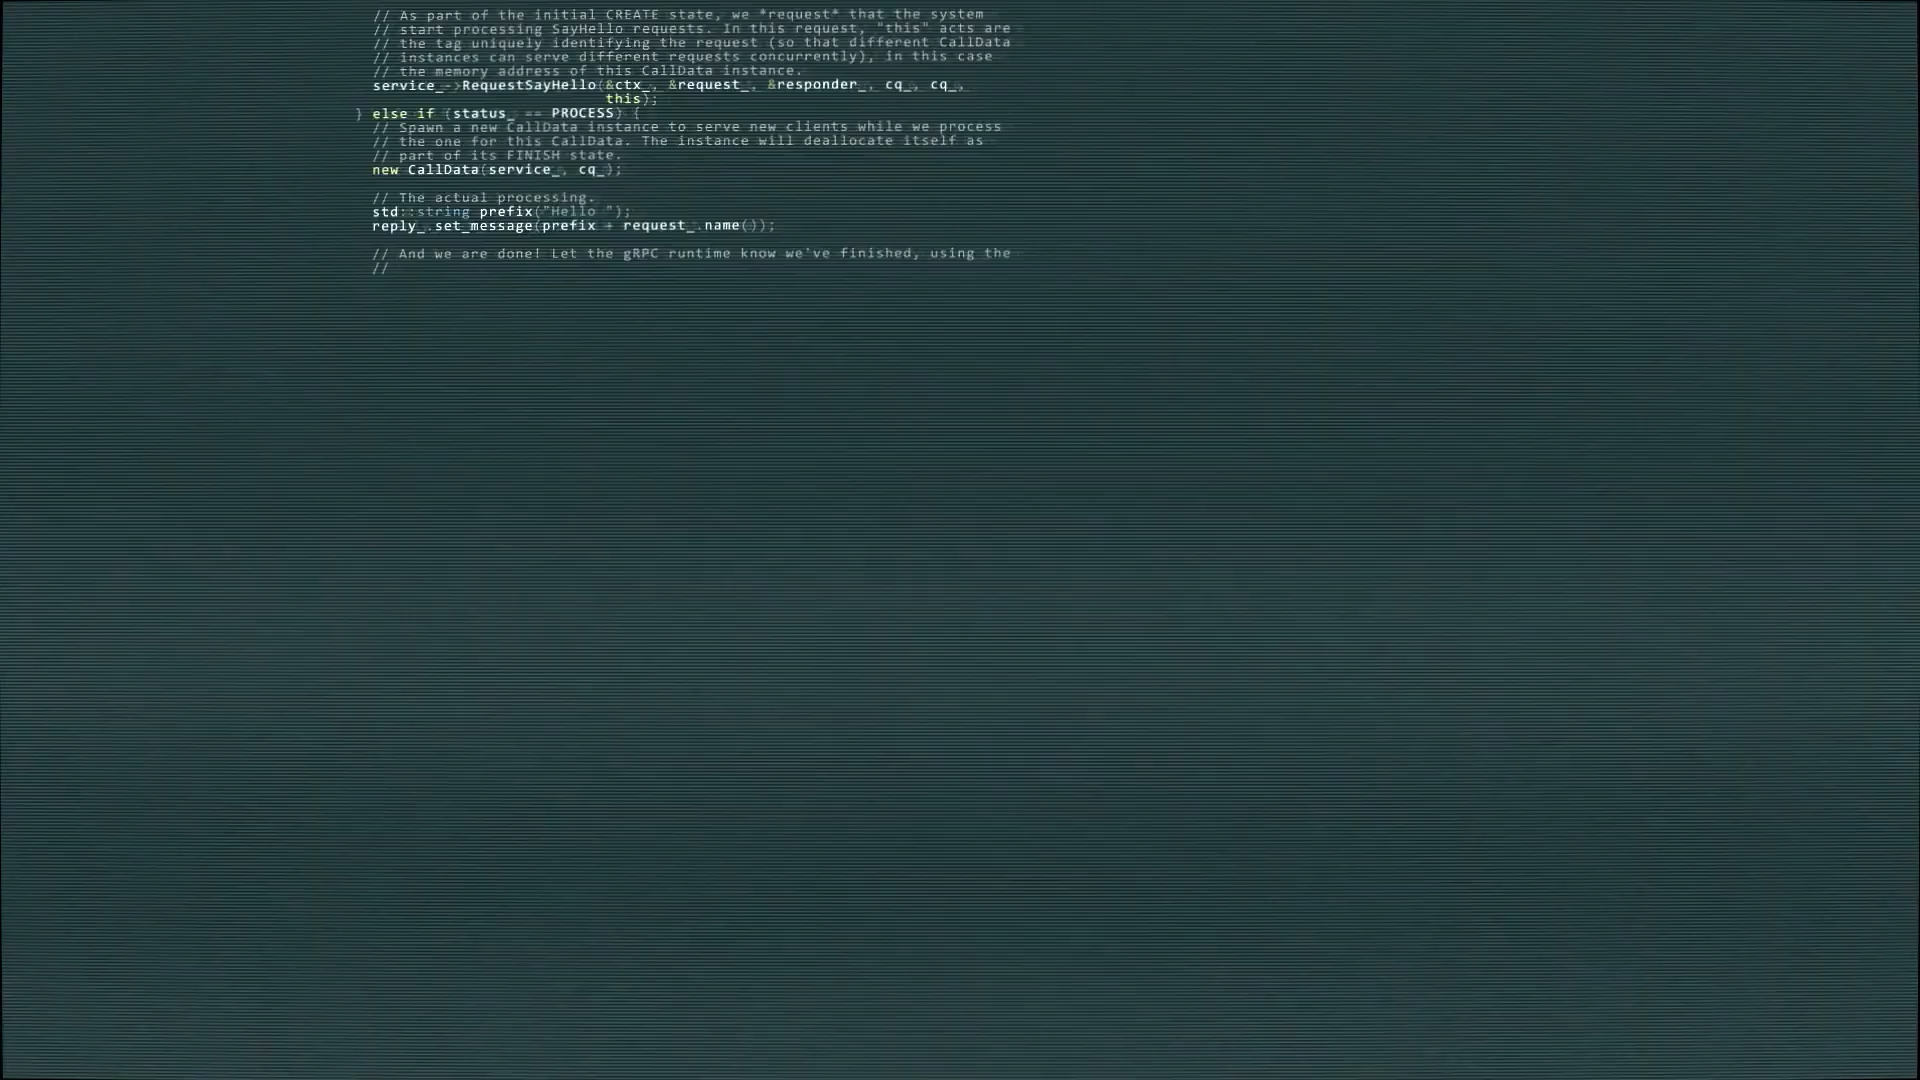 // As part of the initial CREATE state, we *request* that the system
// start processing SayHello requests. In this request, "this" acts are
// the tag uniquely identifying the request (so that different CallData
// instances can serve different requests concurrently), in this case
// the memory address of this CallData instance.
service_->RequestSayHello(&ctx_, &request_, &responder_, cq_, cq_,
this);
} else if (status_ == PROCESS) {
// Spawn a new CallData instance to serve new clients while we process
// the one for this CallData. The instance will deallocate itself as
// part of its FINISH state.
new CallData(service_, cq_);
// The actual processing.
std::string prefix("Hello ");
reply_.set_message(prefix + request_.name());
// And we are done! Let the gRPC runtime know we've finished, using the
//